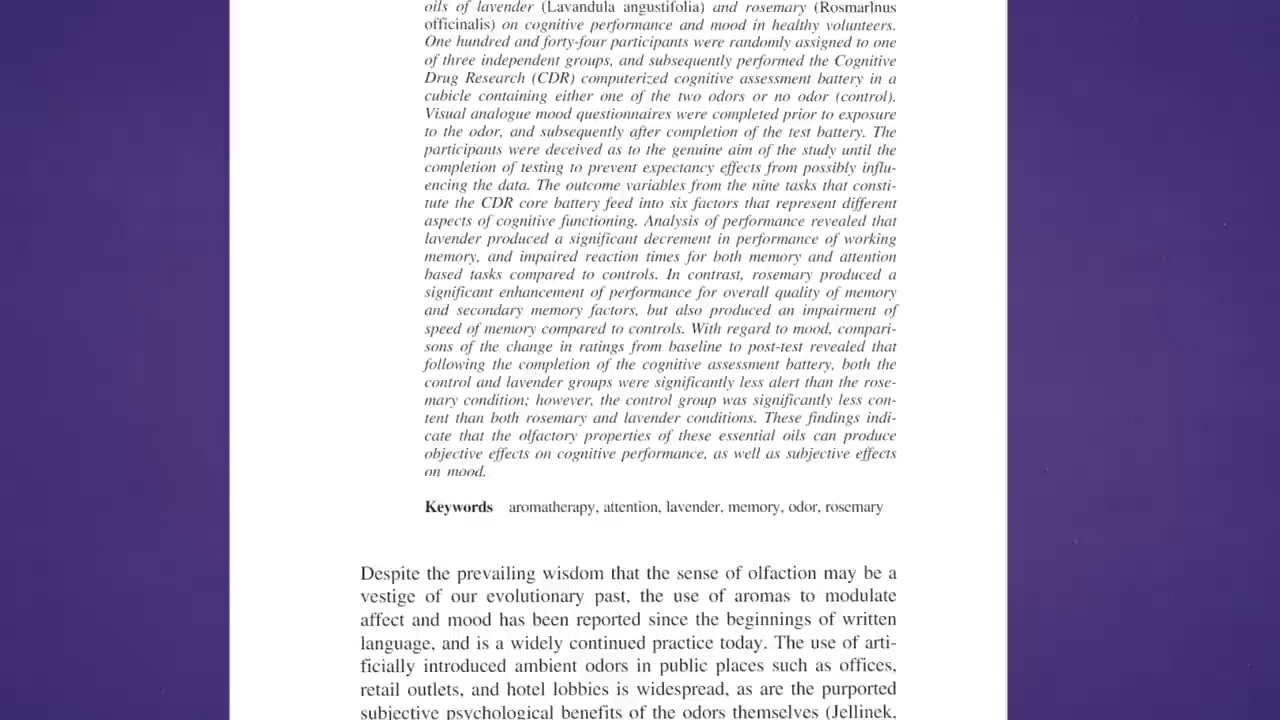 oils of lavender (Lavandula angustifolia) and rosemary (Rosmarlnus
officinalis) on cognitive performance and mood in healthy volunteers.
One hundred and forty-four participants were randomly assigned to one
of three independent groups, and subsequently performed the Cognitive
Drug Research (CDR) computerized cognitive assessment battery in a
cubicle containing either one of the two odors or no odor (control).
Visual analogue mood questionnaires were completed prior to exposure
to the odor, and subsequently after completion of the test battery. The
participants were deceived as to the genuine aim of the study until the
completion of testing to prevent expectancy effects from possibly influ-
encing the data. The outcome variables from the nine tasks that consti-
tute the CDR core battery feed into six factors that represent different
aspects of cognitive functioning. Analysis of performance revealed that
lavender produced a significant decrement in performance of working
memory, and impaired reaction times for both memory and attention
based tasks compared to controls. In contrast, rosemary produced a
significant enhancement of performance for overall quality of memory
and secondary memory factors, but also produced an impairment of
speed of memory compared to controls. With regard to mood, compari-
sons of the change in ratings from baseline to post-test revealed that
following the completion of the cognitive assessment battery, both the
control and lavender groups were significantly less alert than the rose-
mary condition; however, the control group was significantly less con-
tent than both rosemary and lavender conditions. These findings indi-
cate that the olfactory properties of these essential oils can produce
objective effects on cognitive performance, as well as subjective effects
on mood.
Keywords aromatherapy, attention, lavender, memory, odor, rosemary
Despite the prevailing wisdom that the sense of olfaction may be a
vestige of our evolutionary past, the use of aromas to modulate
affect and mood has been reported since the beginnings of written
language, and is a widely continued practice today. The use of arti-
ficially introduced ambient odors in public places such as offices,
retail outlets, and hotel lobbies is widespread, as are the purported
subjective psychological benefits of the odors themselves (Jellinek,